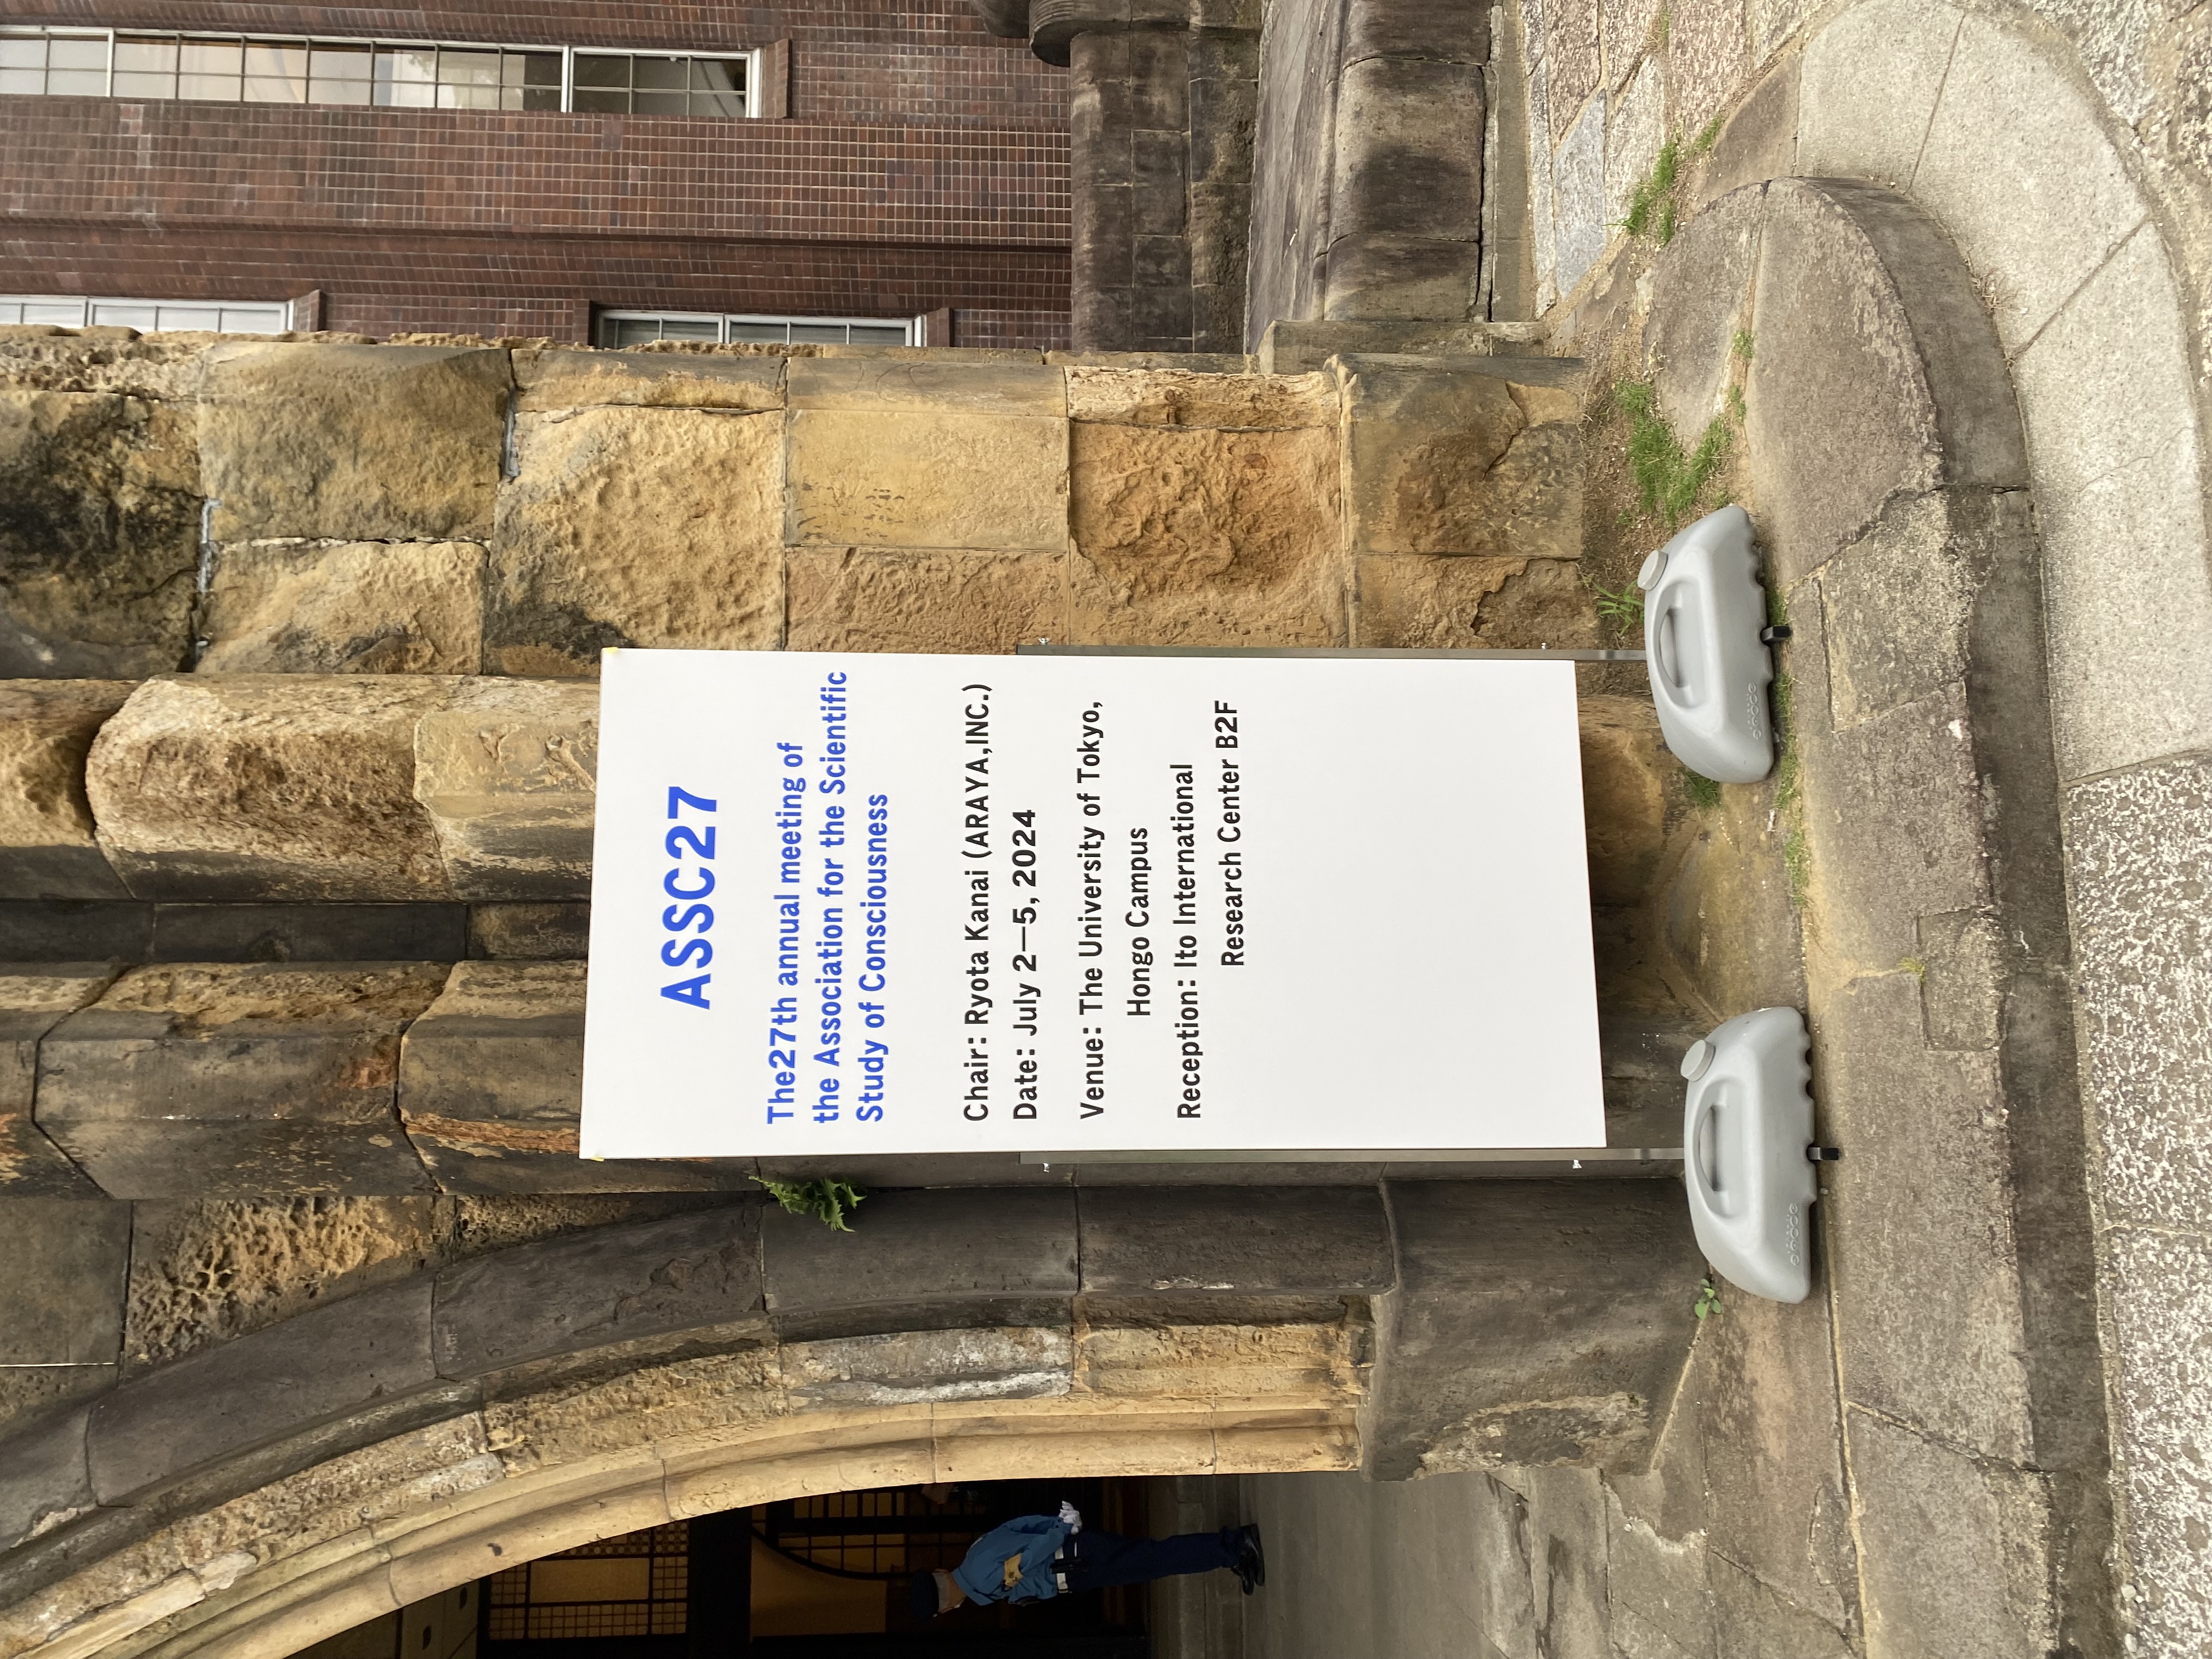 ASSC27
The27th annual meeting of
the Association for the Scientific
Study of Consciousness
Chair: Ryota Kanai (ARAYA,INC.)
Date: July 2—5, 2024
Venue: The University of Tokyo,
Hongo Campus
Reception: Ito International
Research Center B2F